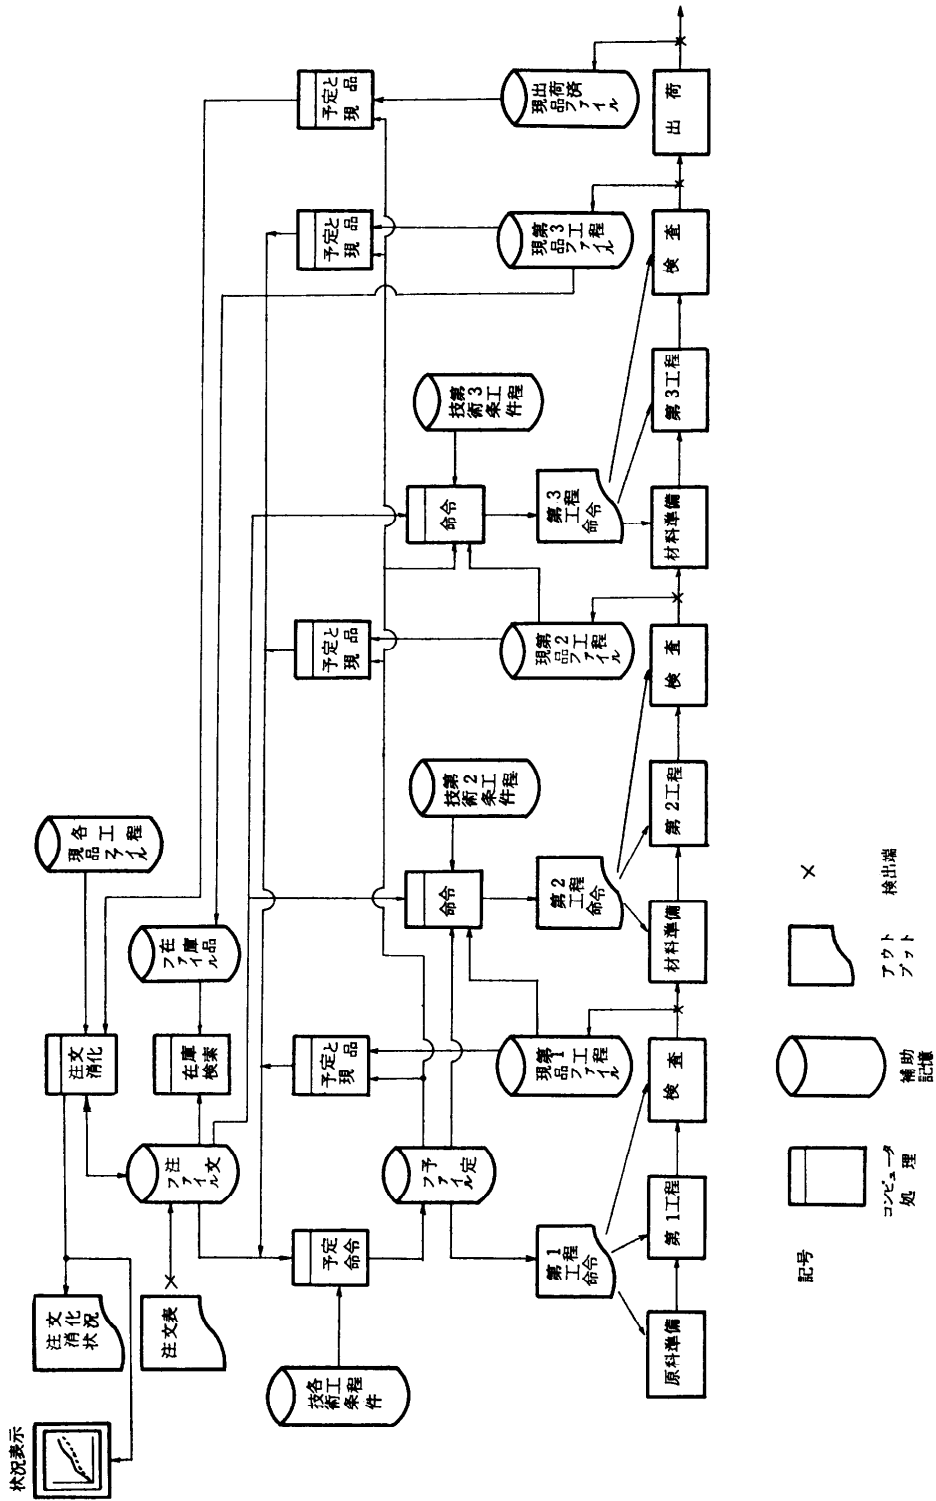 状況表示
注文
消化
状況
注文
消化
各工程
現品ファイル
注文表
注文
ファイル
在庫
検索
在庫品
ファイル
各工程
技術条件
予定
命令
予定と
現品
予定と
現品
予定と
現品
予定と
現品
予定
ファイル
命令
第2工程
技術条件
命令
第3工程
技術条件
第1
工程
命令
第1工程
現品ファイル
第2
工程
命令
第2工程
現品ファイル
第3
工程
命令
第3工程
現品ファイル
出荷済
現品ファイル
原料準備
第1工程
検査
材料準備
第2工程
検査
材料準備
第3工程
検査
出荷
記号
コンピュータ
処理
補助
記憶
アウト
プット
検出端